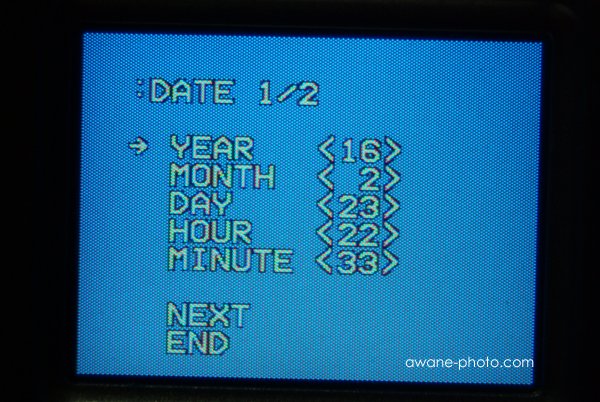 :DATE 1/2
→ YEAR <16>
MONTH < 2>
DAY <23>
HOUR <22>
MINUTE <33>
NEXT
END
awane-photo.com